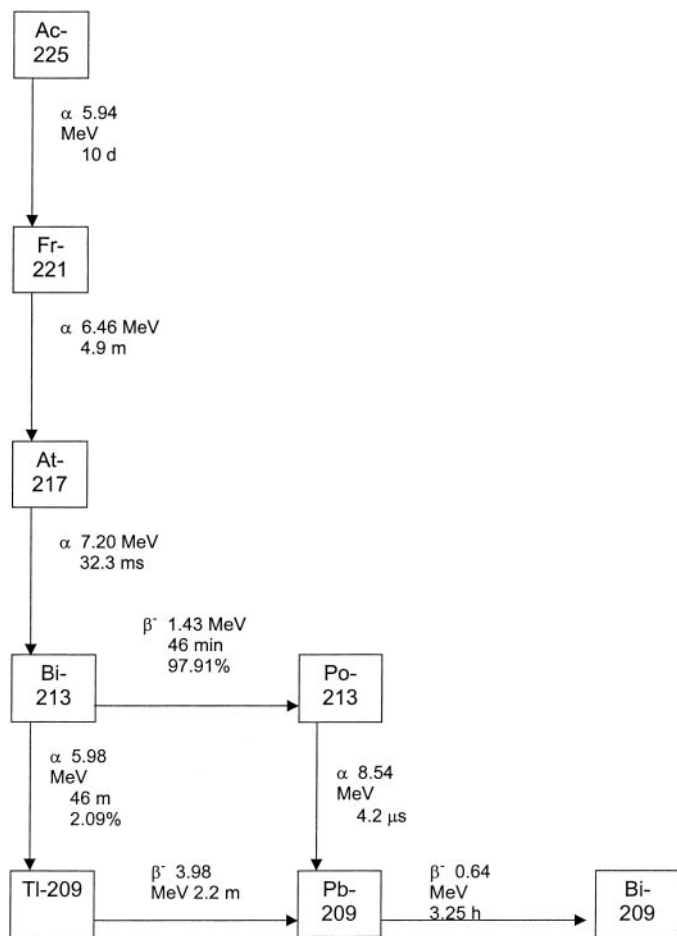 Ac-
225
α 5.94
MeV
10 d
Fr-
221
α 6.46 MeV
4.9 m
At-
217
α 7.20 MeV
32.3 ms
β- 1.43 MeV
46 min
97.91%
Bi-
213
Po-
213
α 5.98
MeV
46 m
2.09%
α 8.54
MeV
4.2 μs
Tl-209
β- 3.98
MeV 2.2 m
Pb-
209
β- 0.64
MeV
3.25 h
Bi-
209